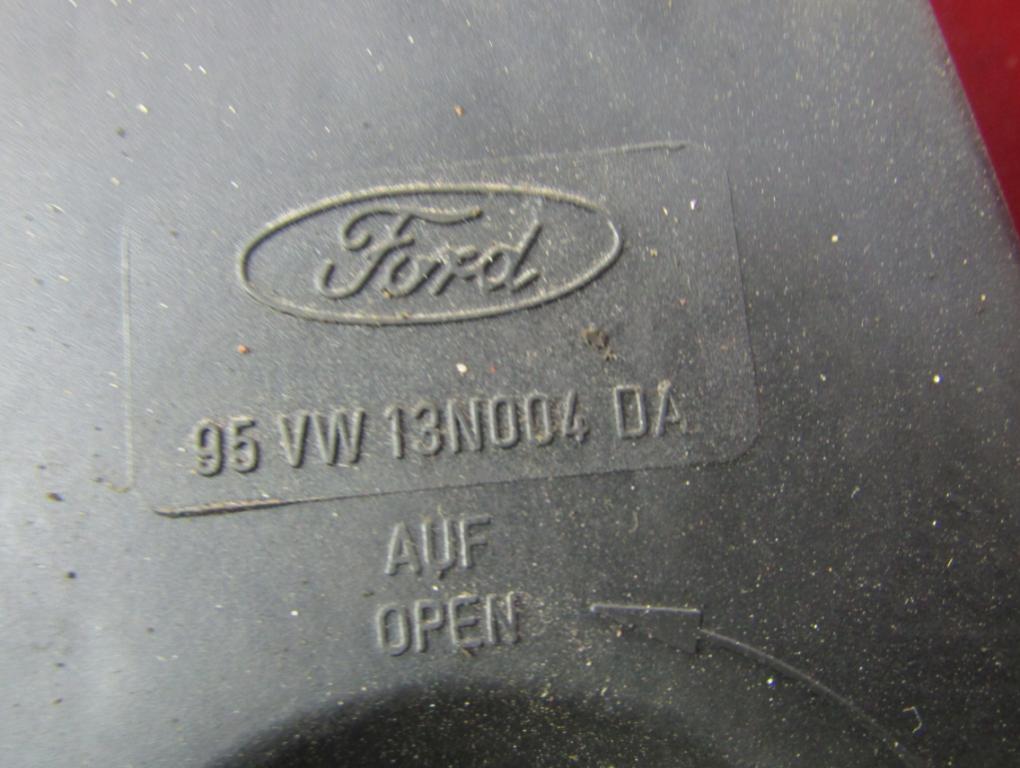 Ford
95 VW 13N004 DA
AUF
OPEN